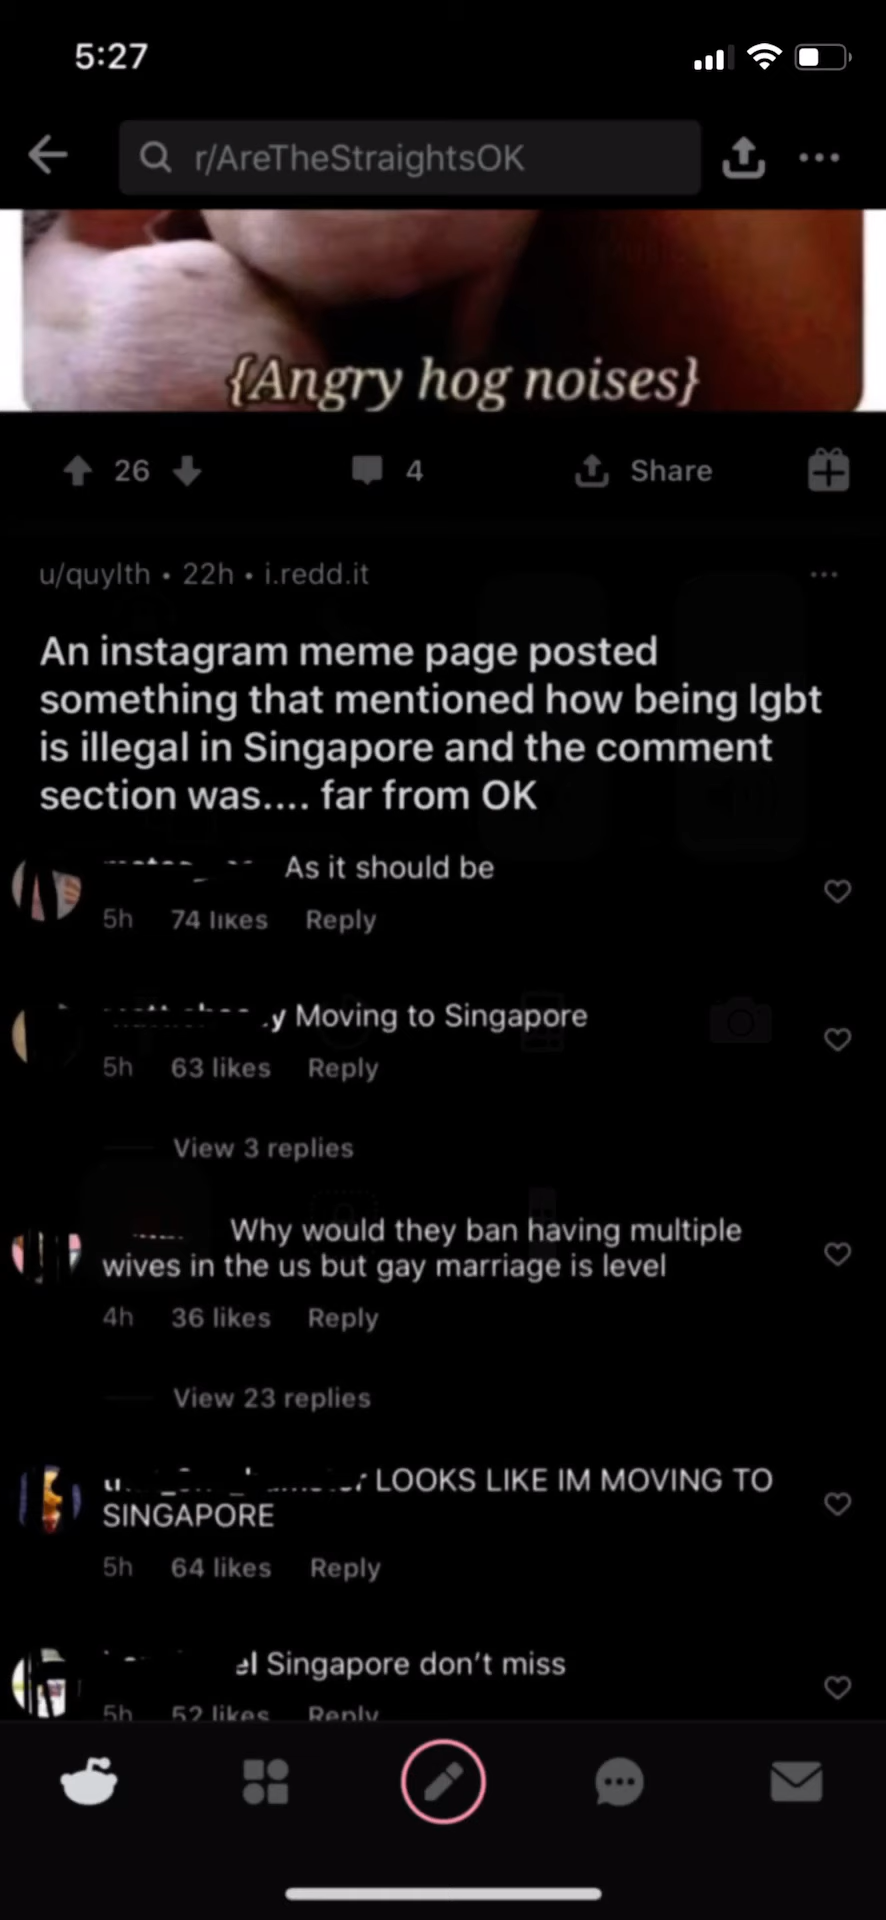 5:27
r/AreTheStraightsOK
{Angry hog noises}
26
4
Share
u/quylth • 22h • i.redd.it
An instagram meme page posted
something that mentioned how being lgbt
is illegal in Singapore and the comment
section was.... far from OK
As it should be
5h 74 likes Reply
y Moving to Singapore
5h 63 likes Reply
View 3 replies
Why would they ban having multiple
wives in the us but gay marriage is level
4h 36 likes Reply
View 23 replies
LOOKS LIKE IM MOVING TO
SINGAPORE
5h 64 likes Reply
el Singapore don't miss
5h 52 likes Reply